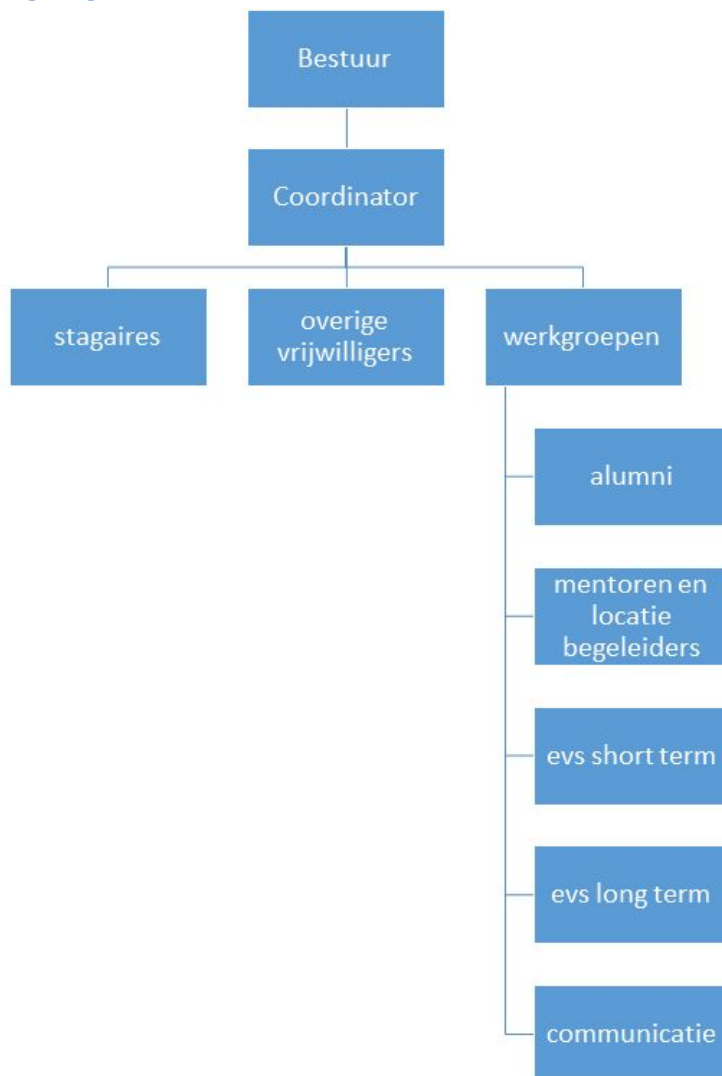 Bestuur
Coordinator
stagaires
overige
vrijwilligers
werkgroepen
alumni
mentoren en
locatie
begeleiders
evs short term
evs long term
communicatie